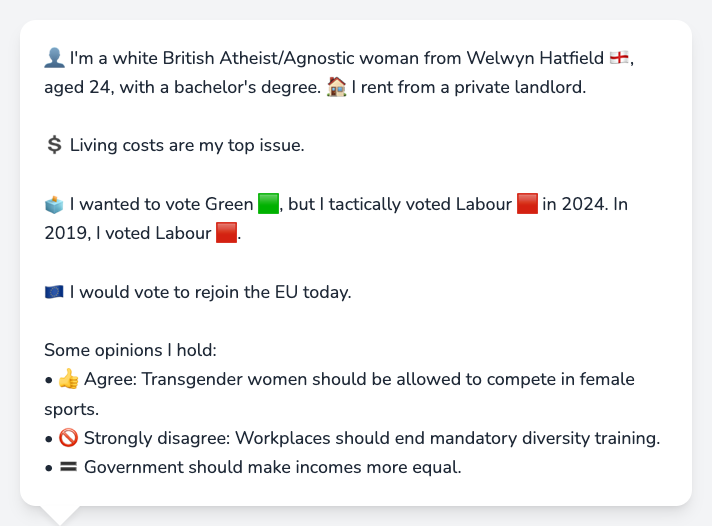 👤 I'm a white British Atheist/Agnostic woman from Welwyn Hatfield 🏴󠁧󠁢󠁥󠁮󠁧󠁿,
aged 24, with a bachelor's degree. 🏠 I rent from a private landlord.
💲 Living costs are my top issue.
🗳️ I wanted to vote Green 🟩, but I tactically voted Labour 🟥 in 2024. In
2019, I voted Labour 🟥.
🇪🇺 I would vote to rejoin the EU today.
Some opinions I hold:
• 👍 Agree: Transgender women should be allowed to compete in female
sports.
• 🚫 Strongly disagree: Workplaces should end mandatory diversity training.
• 🟰 Government should make incomes more equal.